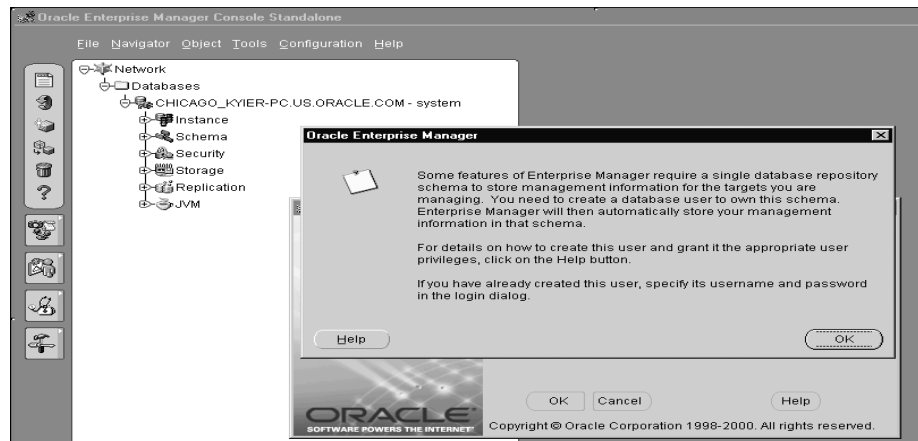 Oracle Enterprise Manager Console Standalone
File Navigator Object Tools Configuration Help
Network
Databases
CHICAGO_KYIER-PC.US.ORACLE.COM - system
Instance
Schema
Security
Storage
Replication
JVM
Oracle Enterprise Manager
Some features of Enterprise Manager require a single database repository
schema to store management information for the targets you are
managing. You need to create a database user to own this schema.
Enterprise Manager will then automatically store your management
information in that schema.
For details on how to create this user and grant it the appropriate user
privileges, click on the Help button.
If you have already created this user, specify its username and password
in the login dialog.
Help OK
OK Cancel Help
ORACLE
SOFTWARE POWERS THE INTERNET
Copyright © Oracle Corporation 1998-2000. All rights reserved.